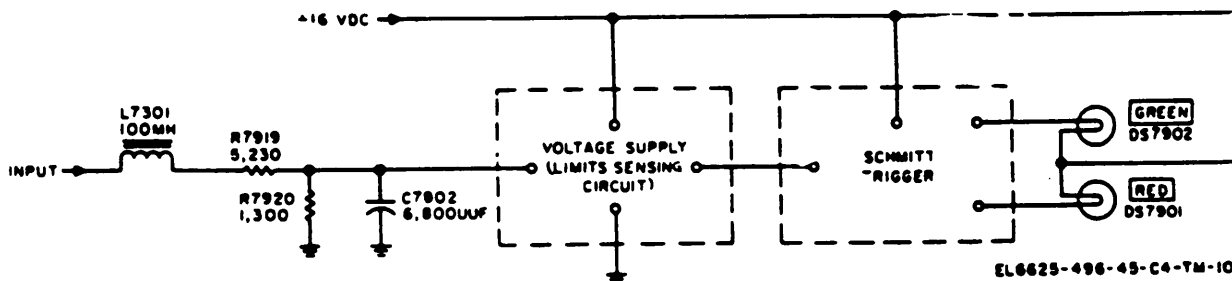 +16 VDC
L7301
100MH
R7919
5,230
INPUT
R7920
1,300
C7902
6,800UUF
VOLTAGE SUPPLY
(LIMITS SENSING
CIRCUIT)
SCHMITT
TRIGGER
GREEN
DS7902
RED
DS7901
EL6625-496-45-C4-TM-10